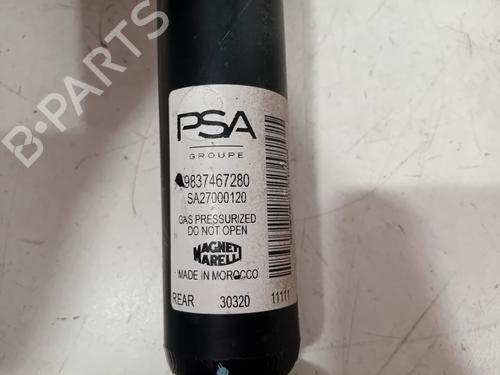 B-PARTS
PSA
GROUPE
9837467280
SA27000120
GAS PRESSURIZED
DO NOT OPEN
MAGNETI
MARELLI
MADE IN MOROCCO
REAR 30320 11111